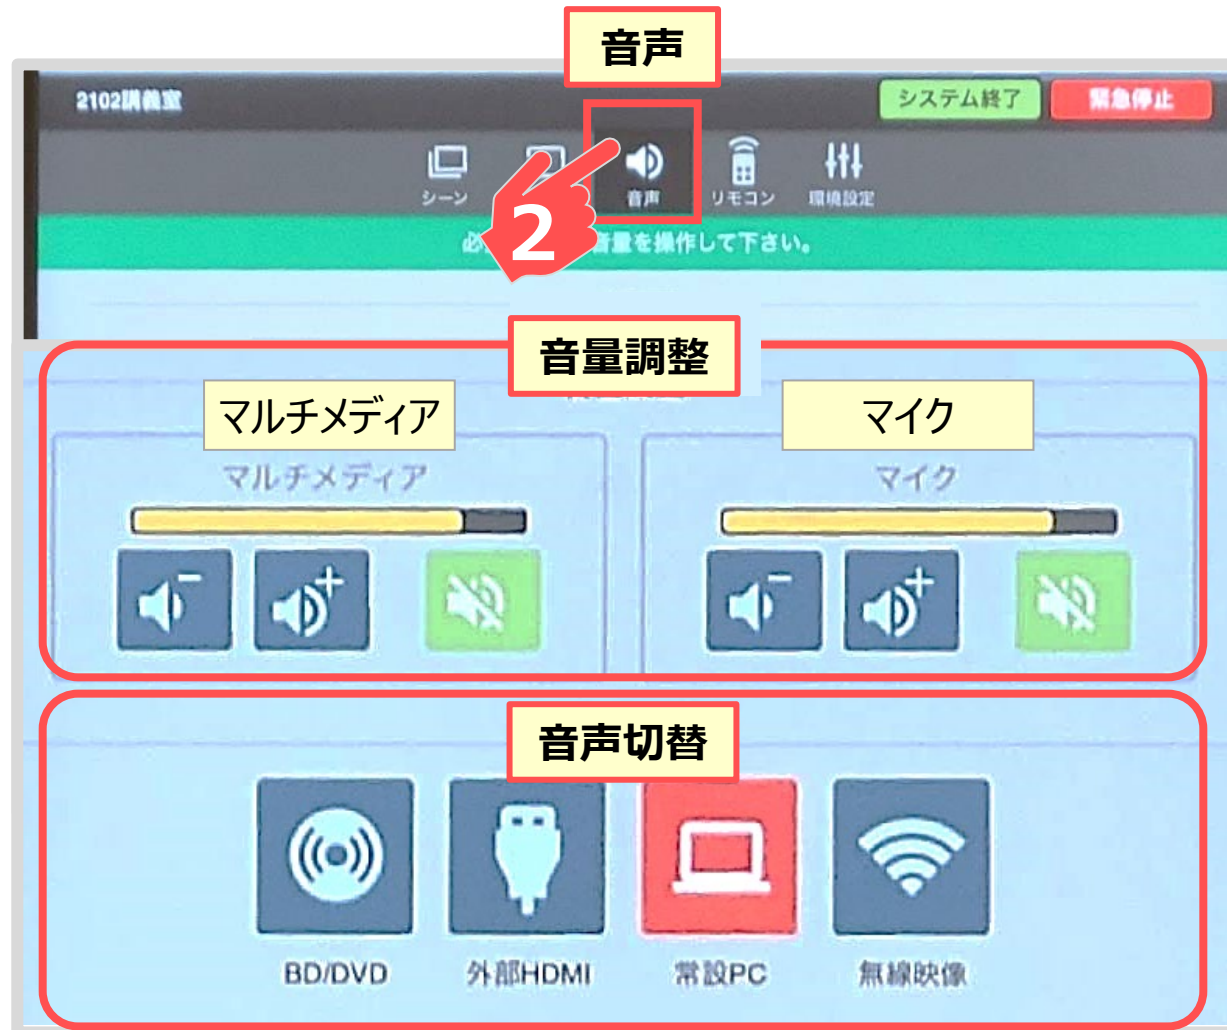 音声
2102講義室
システム終了
緊急停止
シーン
音声
リモコン
環境設定
2
音量を操作して下さい。
音量調整
マルチメディア
マイク
マルチメディア
マイク
音声切替
BD/DVD
外部HDMI
常設PC
無線映像